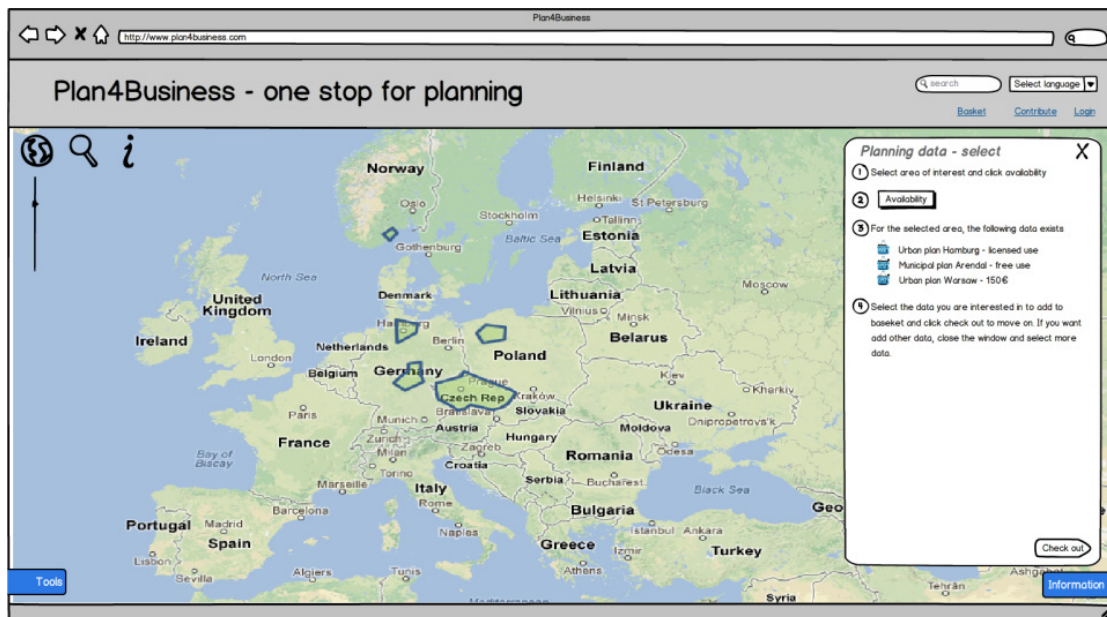 Plan4Business
http://www.plan4business.com
Plan4Business - one stop for planning
search
Select language
Basket
Contribute
Login
Planning data - select
X
1 Select area of interest and click availability
2 Availability
3 For the selected area, the following data exists
Urban plan Hamburg - licensed use
Municipal plan Arendal - free use
Urban plan Warsaw - 150€
4 Select the data you are interested in to add to
baseket and click check out to move on. If you want
add other data, close the window and select more
data.
Check out
Norway
Finland
Oslo
Helsinki
St Petersburg
Stockholm
Tallinn
Estonia
Gothenburg
Baltic Sea
Latvia
North Sea
Moscow
Denmark
Lithuania
United
Kingdom
Vilnius
Minsk
Hamburg
Belarus
Ireland
Netherlands
Berlin
Poland
London
Belgium
Germany
Prague
Kiev
Kharkiv
Czech Rep
Kraków
Ukraine
Paris
Bratislava
Slovakia
Dnipropetrovs'k
Munich
Austria
Moldova
France
Zurich
Hungary
Odesa
Milan
Zagreb
Romania
Bay of
Biscay
Croatia
Torino
Serbia
Bucharest
Marseille
Italy
Black Sea
Barcelona
Rome
Bulgaria
Geo
Portugal
Madrid
Istanbul
Ankara
Spain
Naples
Greece
Izmir
Turkey
Lisbon
Athens
Sevilla
Algiers
Tunis
Tehrān
Ashgabat
Syria
Mediterranean
Tools
Information